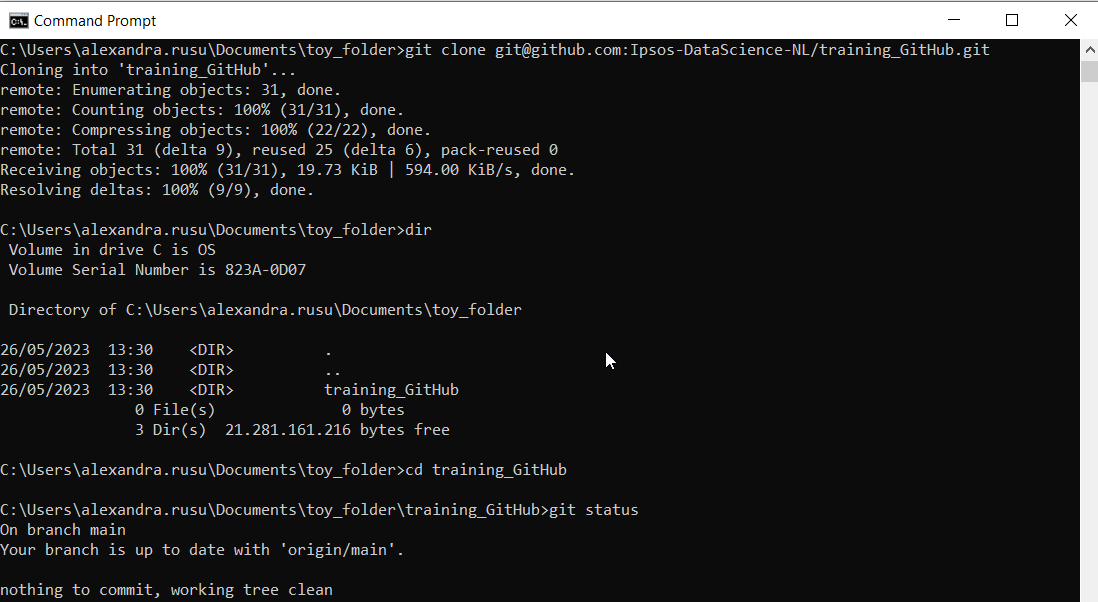 Command Prompt
C:\Users\alexandra.rusu\Documents\toy_folder>git clone git@github.com:Ipsos-DataScience-NL/training_GitHub.git
Cloning into 'training_GitHub'...
remote: Enumerating objects: 31, done.
remote: Counting objects: 100% (31/31), done.
remote: Compressing objects: 100% (22/22), done.
remote: Total 31 (delta 9), reused 25 (delta 6), pack-reused 0
Receiving objects: 100% (31/31), 19.73 KiB | 594.00 KiB/s, done.
Resolving deltas: 100% (9/9), done.
C:\Users\alexandra.rusu\Documents\toy_folder>dir
Volume in drive C is OS
Volume Serial Number is 823A-0D07
Directory of C:\Users\alexandra.rusu\Documents\toy_folder
26/05/2023  13:30    <DIR>          .
26/05/2023  13:30    <DIR>          ..
26/05/2023  13:30    <DIR>          training_GitHub
0 File(s)              0 bytes
3 Dir(s)  21.281.161.216 bytes free
C:\Users\alexandra.rusu\Documents\toy_folder>cd training_GitHub
C:\Users\alexandra.rusu\Documents\toy_folder\training_GitHub>git status
On branch main
Your branch is up to date with 'origin/main'.
nothing to commit, working tree clean